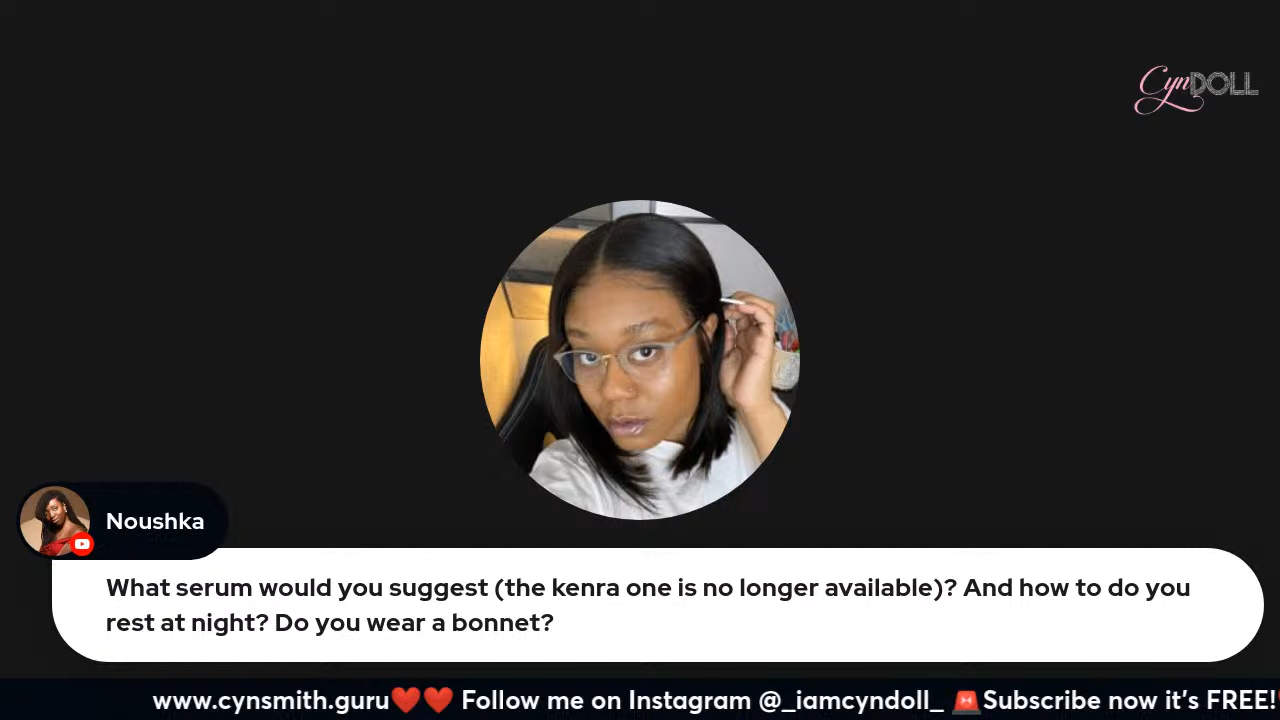 CynDOLL
Noushka
What serum would you suggest (the kenra one is no longer available)? And how to do you
rest at night? Do you wear a bonnet?
www.cynsmith.guru❤️❤️ Follow me on Instagram @_iamcyndoll_ 🚨Subscribe now it's FREE!